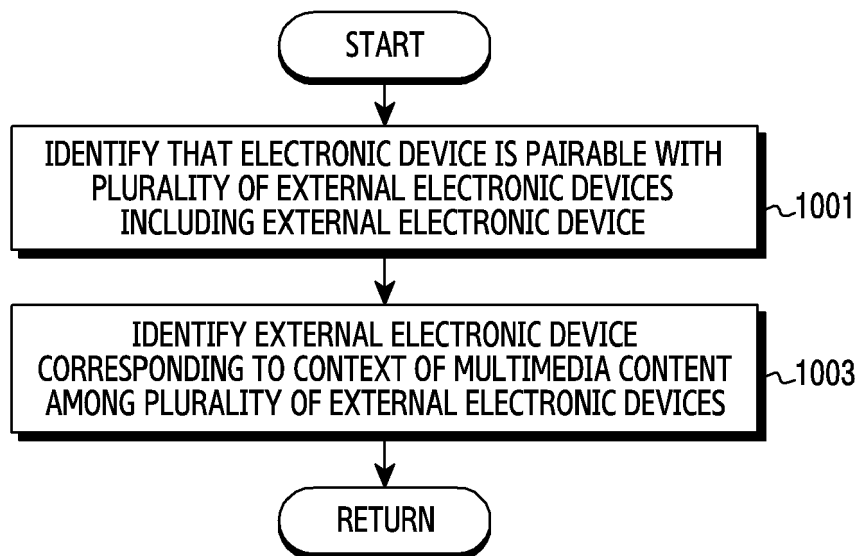 START
IDENTIFY THAT ELECTRONIC DEVICE IS PAIRABLE WITH
PLURALITY OF EXTERNAL ELECTRONIC DEVICES
INCLUDING EXTERNAL ELECTRONIC DEVICE
1001
IDENTIFY EXTERNAL ELECTRONIC DEVICE
CORRESPONDING TO CONTEXT OF MULTIMEDIA CONTENT
AMONG PLURALITY OF EXTERNAL ELECTRONIC DEVICES
1003
RETURN